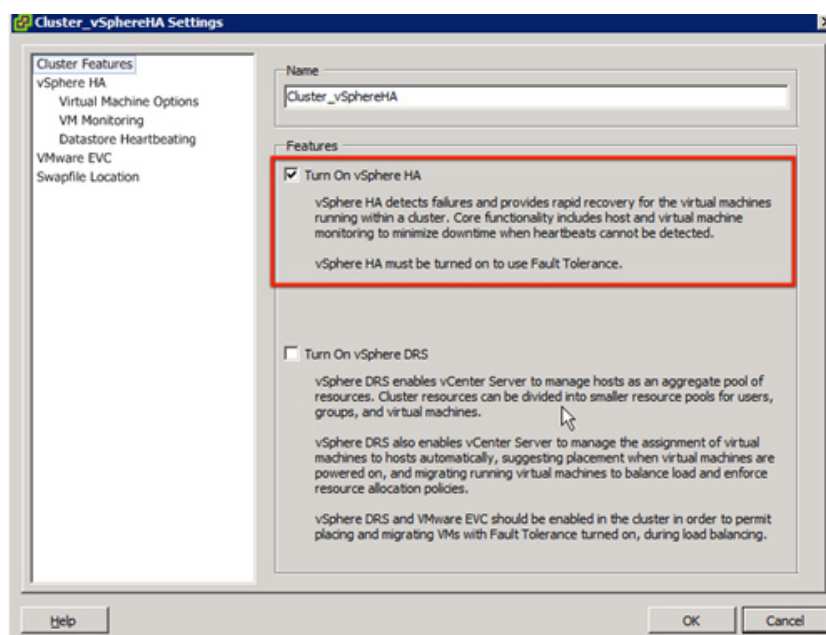 Cluster_vSphereHA Settings
Cluster Features
vSphere HA
Virtual Machine Options
VM Monitoring
Datastore Heartbeating
VMware EVC
Swapfile Location
Name
Cluster_vSphereHA
Features
Turn On vSphere HA
vSphere HA detects failures and provides rapid recovery for the virtual machines
running within a cluster. Core functionality includes host and virtual machine
monitoring to minimize downtime when heartbeats cannot be detected.
vSphere HA must be turned on to use Fault Tolerance.
Turn On vSphere DRS
vSphere DRS enables vCenter Server to manage hosts as an aggregate pool of
resources. Cluster resources can be divided into smaller resource pools for users,
groups, and virtual machines.
vSphere DRS also enables vCenter Server to manage the assignment of virtual
machines to hosts automatically, suggesting placement when virtual machines are
powered on, and migrating running virtual machines to balance load and enforce
resource allocation policies.
vSphere DRS and VMware EVC should be enabled in the cluster in order to permit
placing and migrating VMs with Fault Tolerance turned on, during load balancing.
Help
OK
Cancel